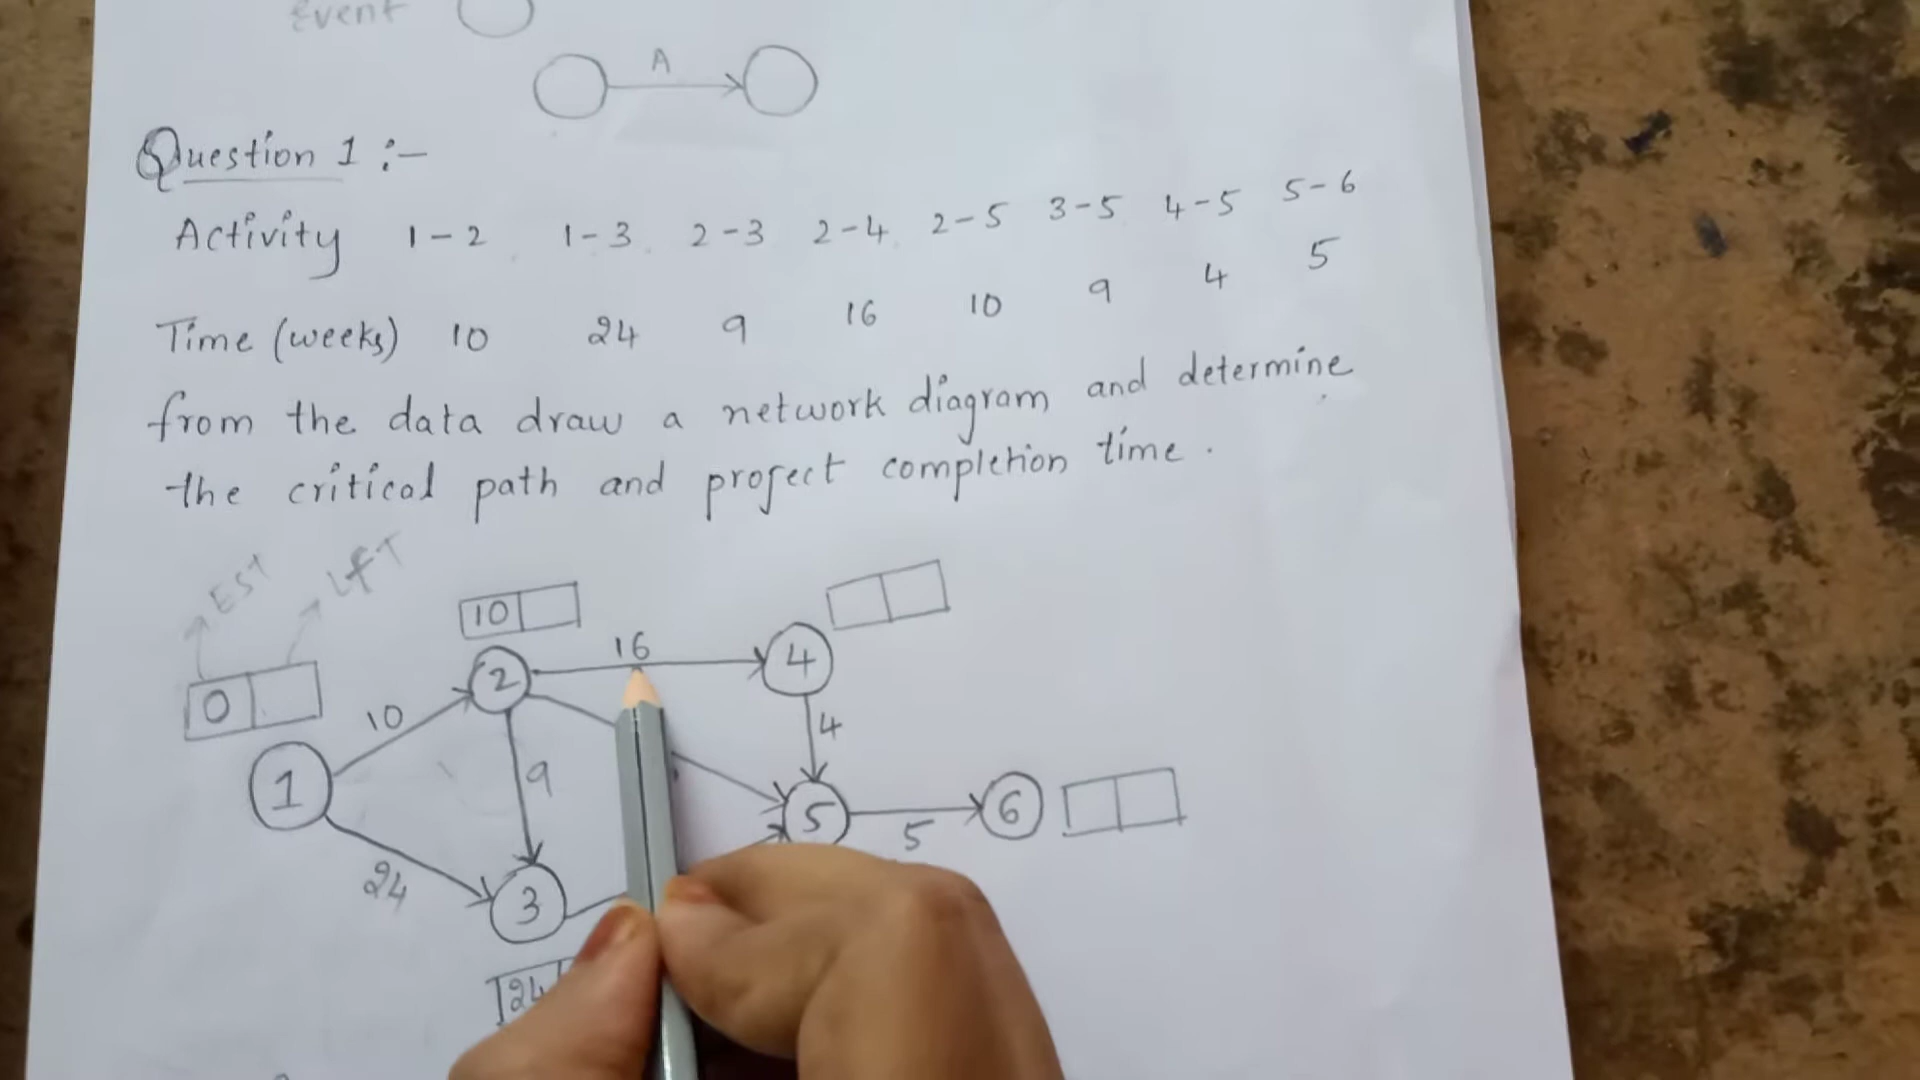 Event
A
Question 1 :-
Activity 1-2 1-3 2-3 2-4 2-5 3-5 4-5 5-6
Time (weeks) 10 24 9 16 10 9 4 5
from the data draw a network diagram and determine
the critical path and project completion time.
EST LFT
10
16
4
2
0
10
4
9
1
5
6
5
24
3
24